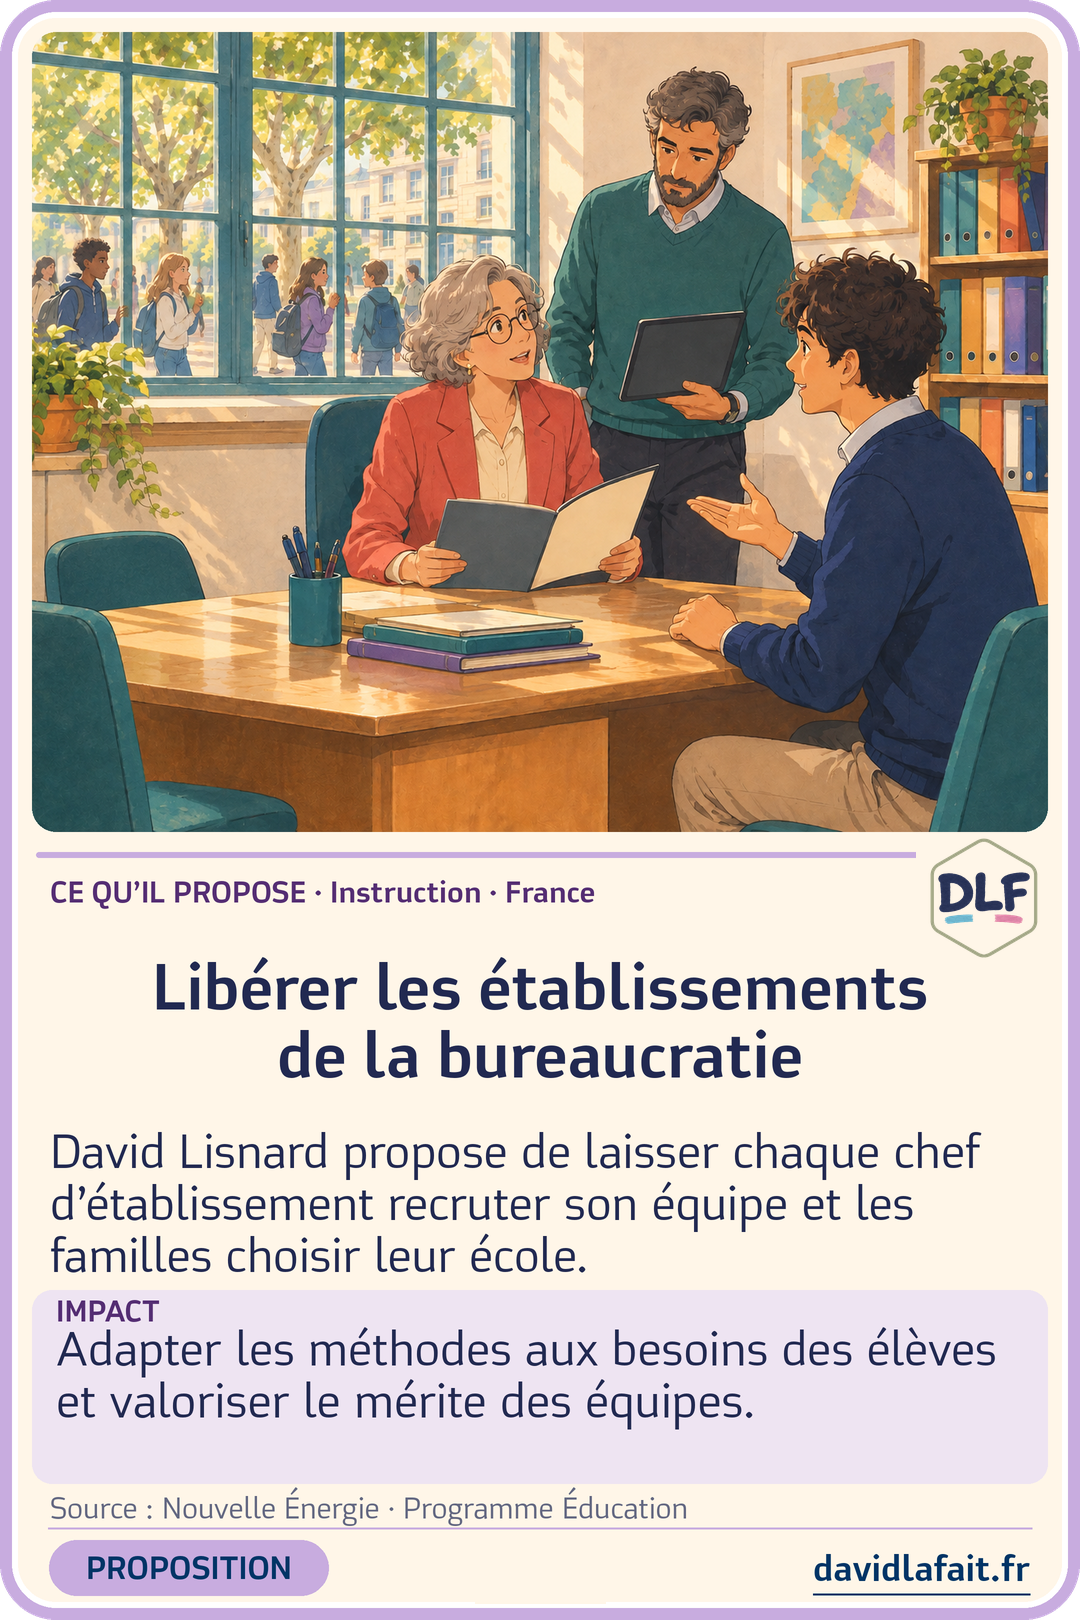 CE QU’IL PROPOSE · Instruction · France
DLF
Libérer les établissements
de la bureaucratie
David Lisnard propose de laisser chaque chef
d’établissement recruter son équipe et les
familles choisir leur école.
IMPACT
Adapter les méthodes aux besoins des élèves
et valoriser le mérite des équipes.
Source : Nouvelle Énergie · Programme Éducation
PROPOSITION
davidlafait.fr